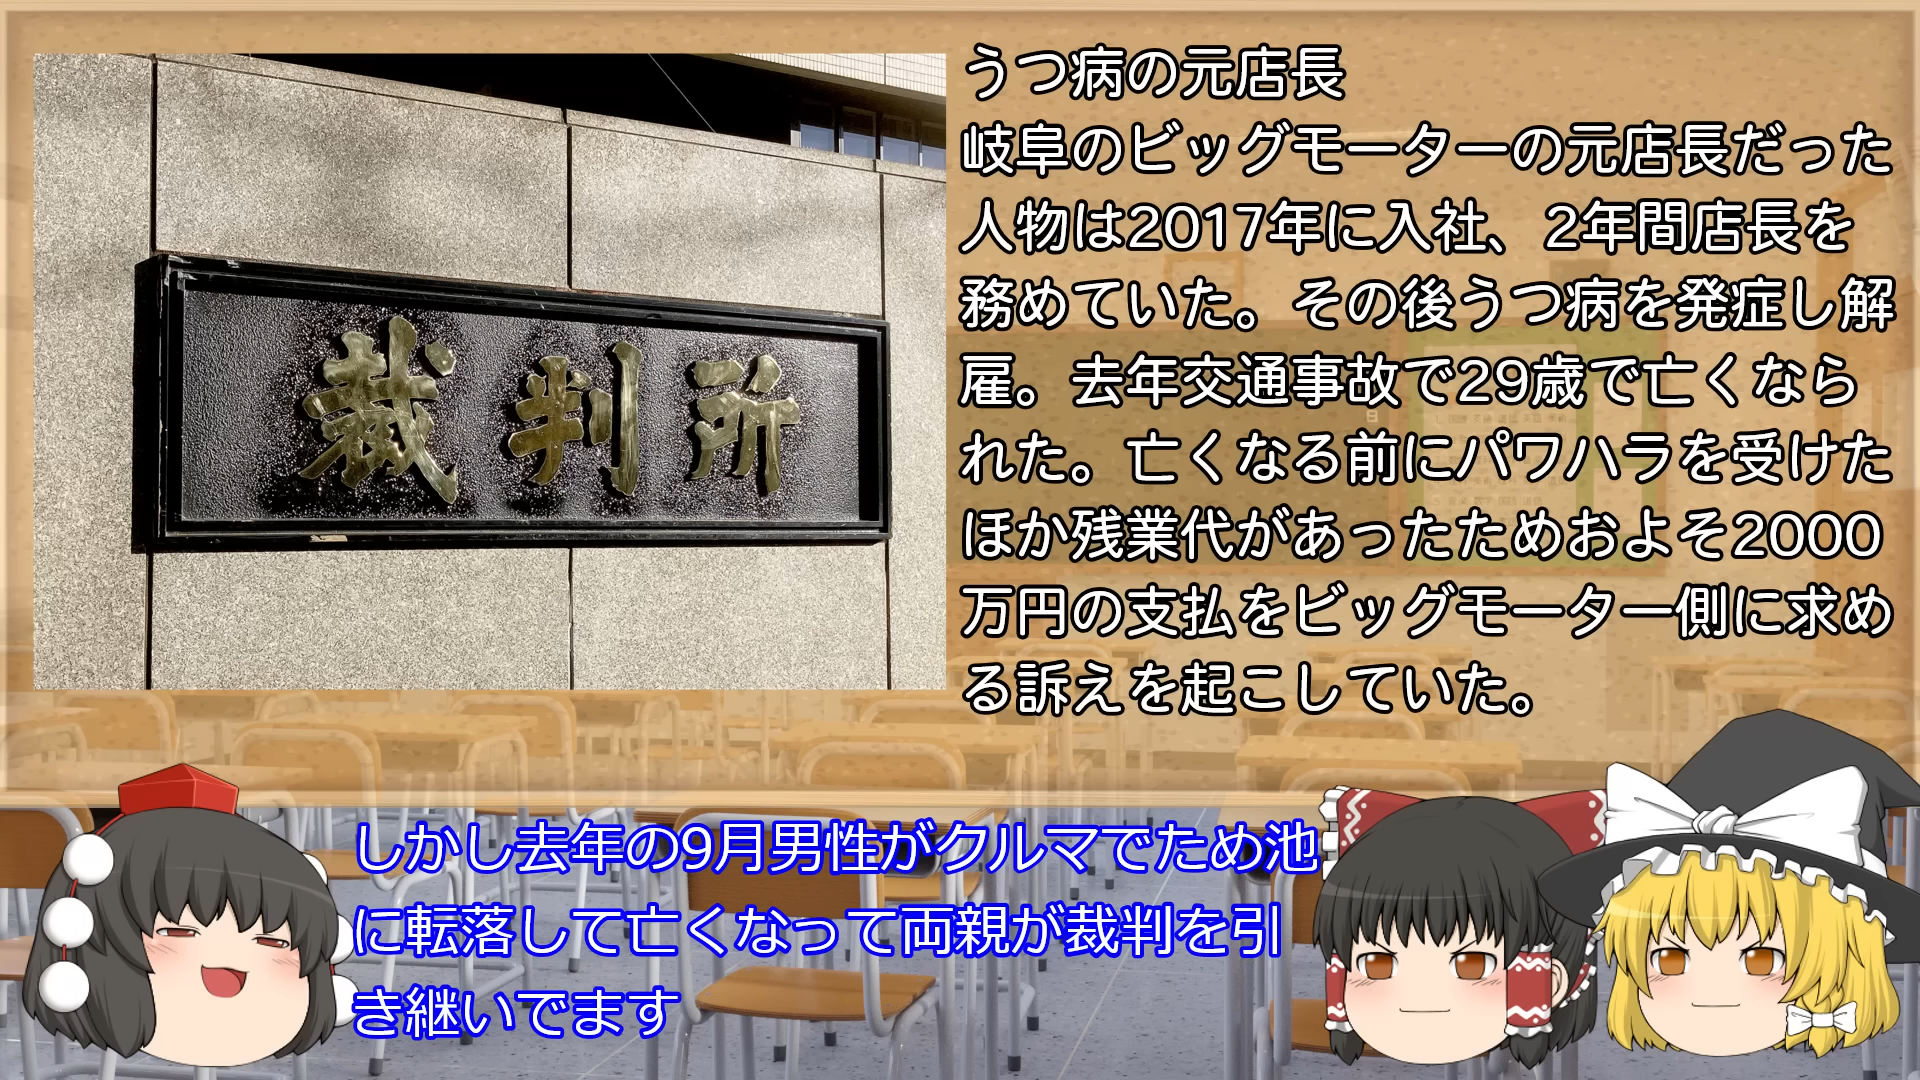 裁判所
うつ病の元店長
岐阜のビッグモーターの元店長だった
人物は2017年に入社、2年間店長を
務めていた。その後うつ病を発症し解
雇。去年交通事故で29歳で亡くなら
れた。亡くなる前にパワハラを受けた
ほか残業代があったためおよそ2000
万円の支払をビッグモーター側に求め
る訴えを起こしていた。
しかし去年の9月男性がクルマでため池
に転落して亡くなって両親が裁判を引
き継いでます